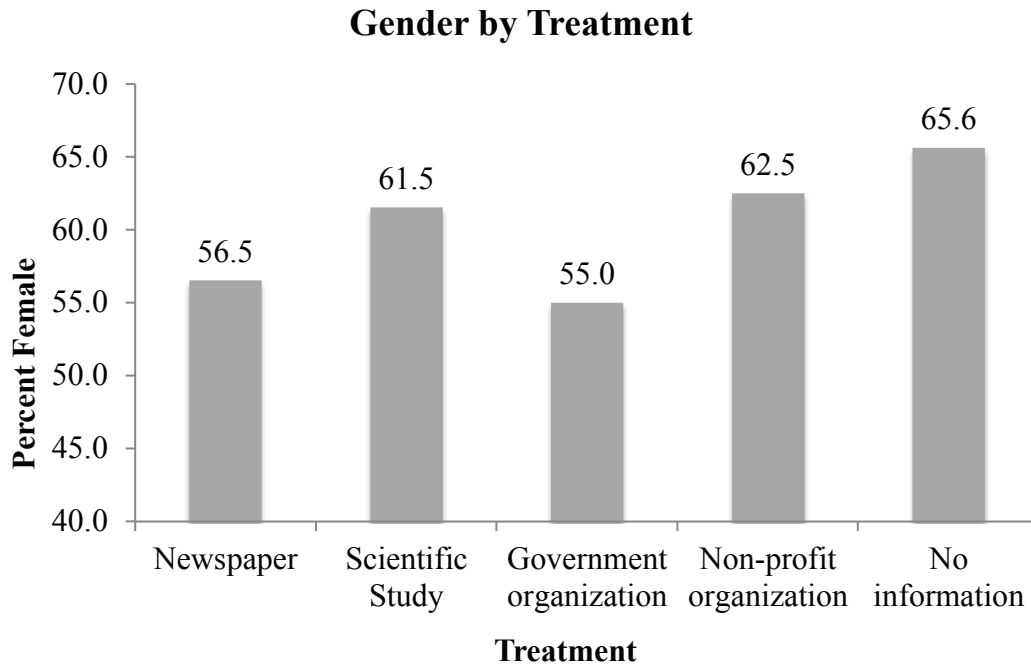 Gender by Treatment
70.0
65.0
60.0
55.0
50.0
45.0
40.0
Percent Female
56.5
61.5
55.0
62.5
65.6
Newspaper
Scientific
Study
Government
organization
Non-profit
organization
No
information
Treatment